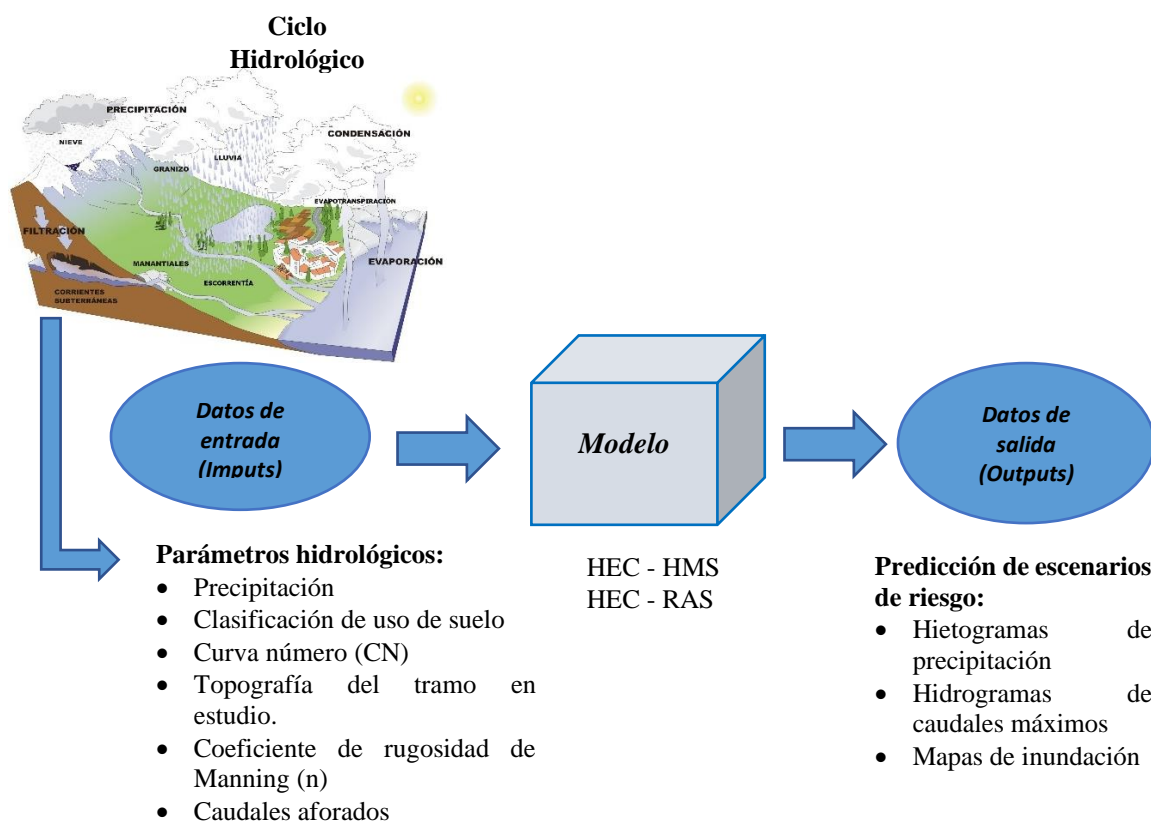 Ciclo
Hidrológico
PRECIPITACIÓN
CONDENSACIÓN
NIEVE
LLUVIA
GRANIZO
EVAPOTRANSPIRACIÓN
FILTRACIÓN
EVAPORACIÓN
MANANTIALES
ESCORRENTÍA
CORRIENTES
SUBTERRÁNEAS
Datos de
entrada
(Imputs)
Modelo
Datos de
salida
(Outputs)
Parámetros hidrológicos:
• Precipitación
• Clasificación de uso de suelo
• Curva número (CN)
• Topografía del tramo en
estudio.
• Coeficiente de rugosidad de
Manning (n)
• Caudales aforados
HEC - HMS
HEC - RAS
Predicción de escenarios
de riesgo:
• Hietogramas de
precipitación
• Hidrogramas de
caudales máximos
• Mapas de inundación